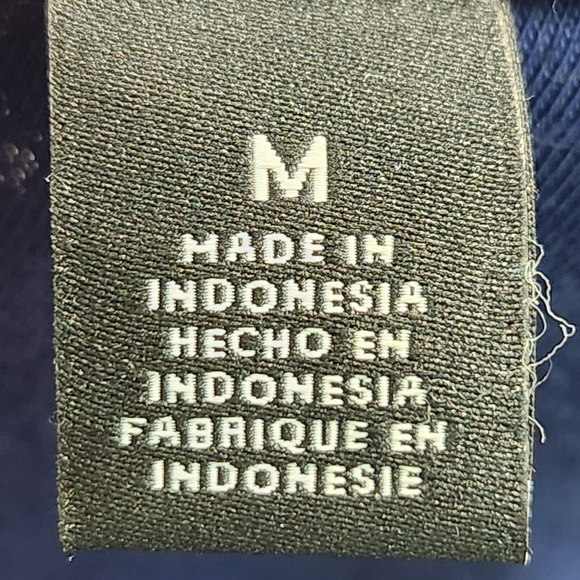 M
MADE IN
INDONESIA
HECHO EN
INDONESIA
FABRIQUE EN
INDONESIE